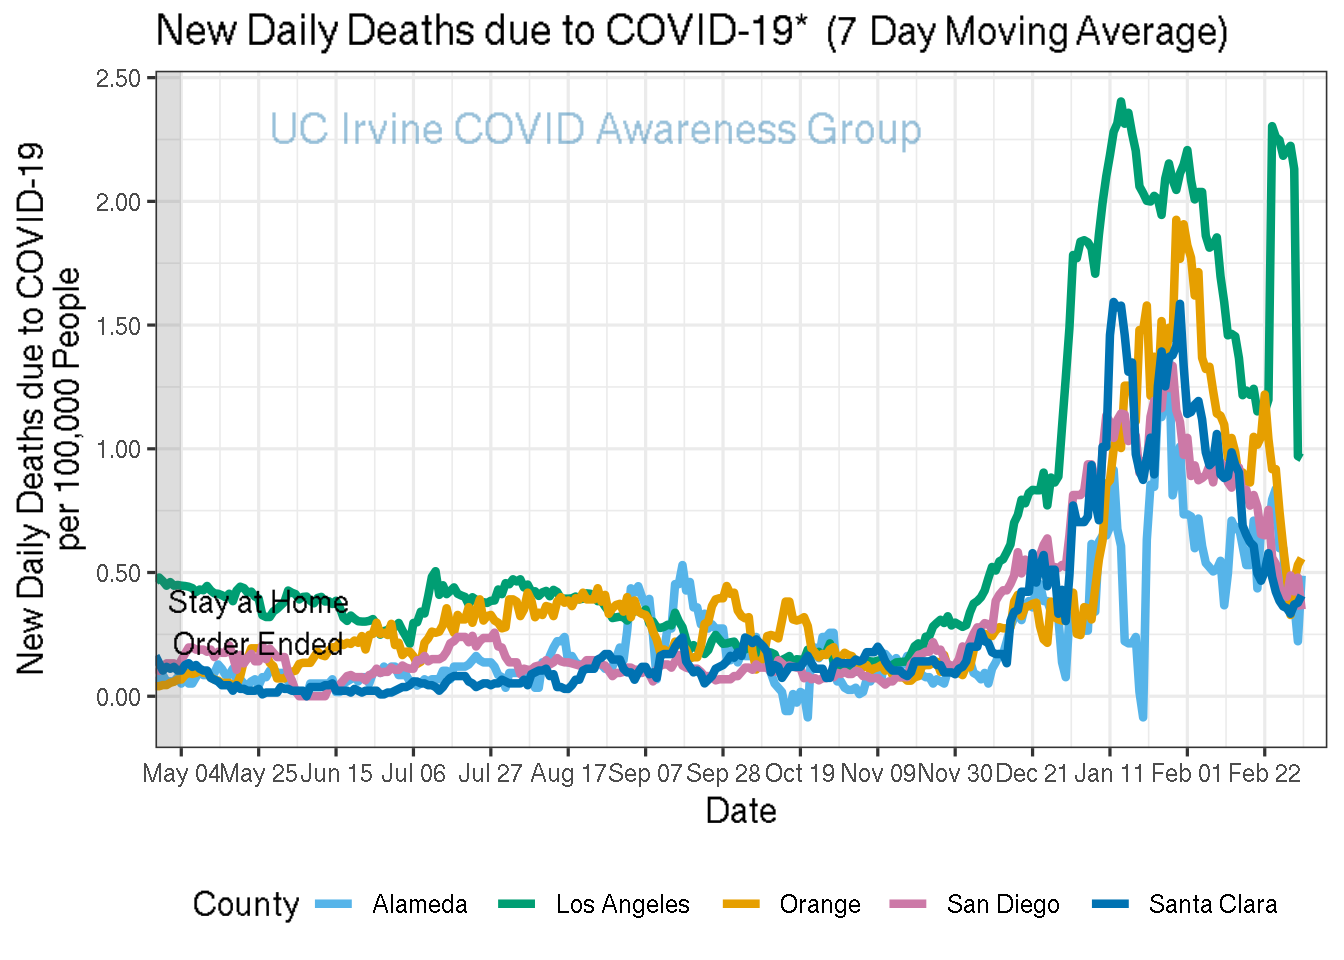 New Daily Deaths due to COVID-19* (7 Day Moving Average)
UC Irvine COVID Awareness Group
New Daily Deaths due to COVID-19
per 100,000 People
2.50
2.00
1.50
1.00
0.50
0.00
Stay at Home
Order Ended
May 04 May 25 Jun 15 Jul 06 Jul 27 Aug 17 Sep 07 Sep 28 Oct 19 Nov 09 Nov 30 Dec 21 Jan 11 Feb 01 Feb 22
Date
County Alameda Los Angeles Orange San Diego Santa Clara